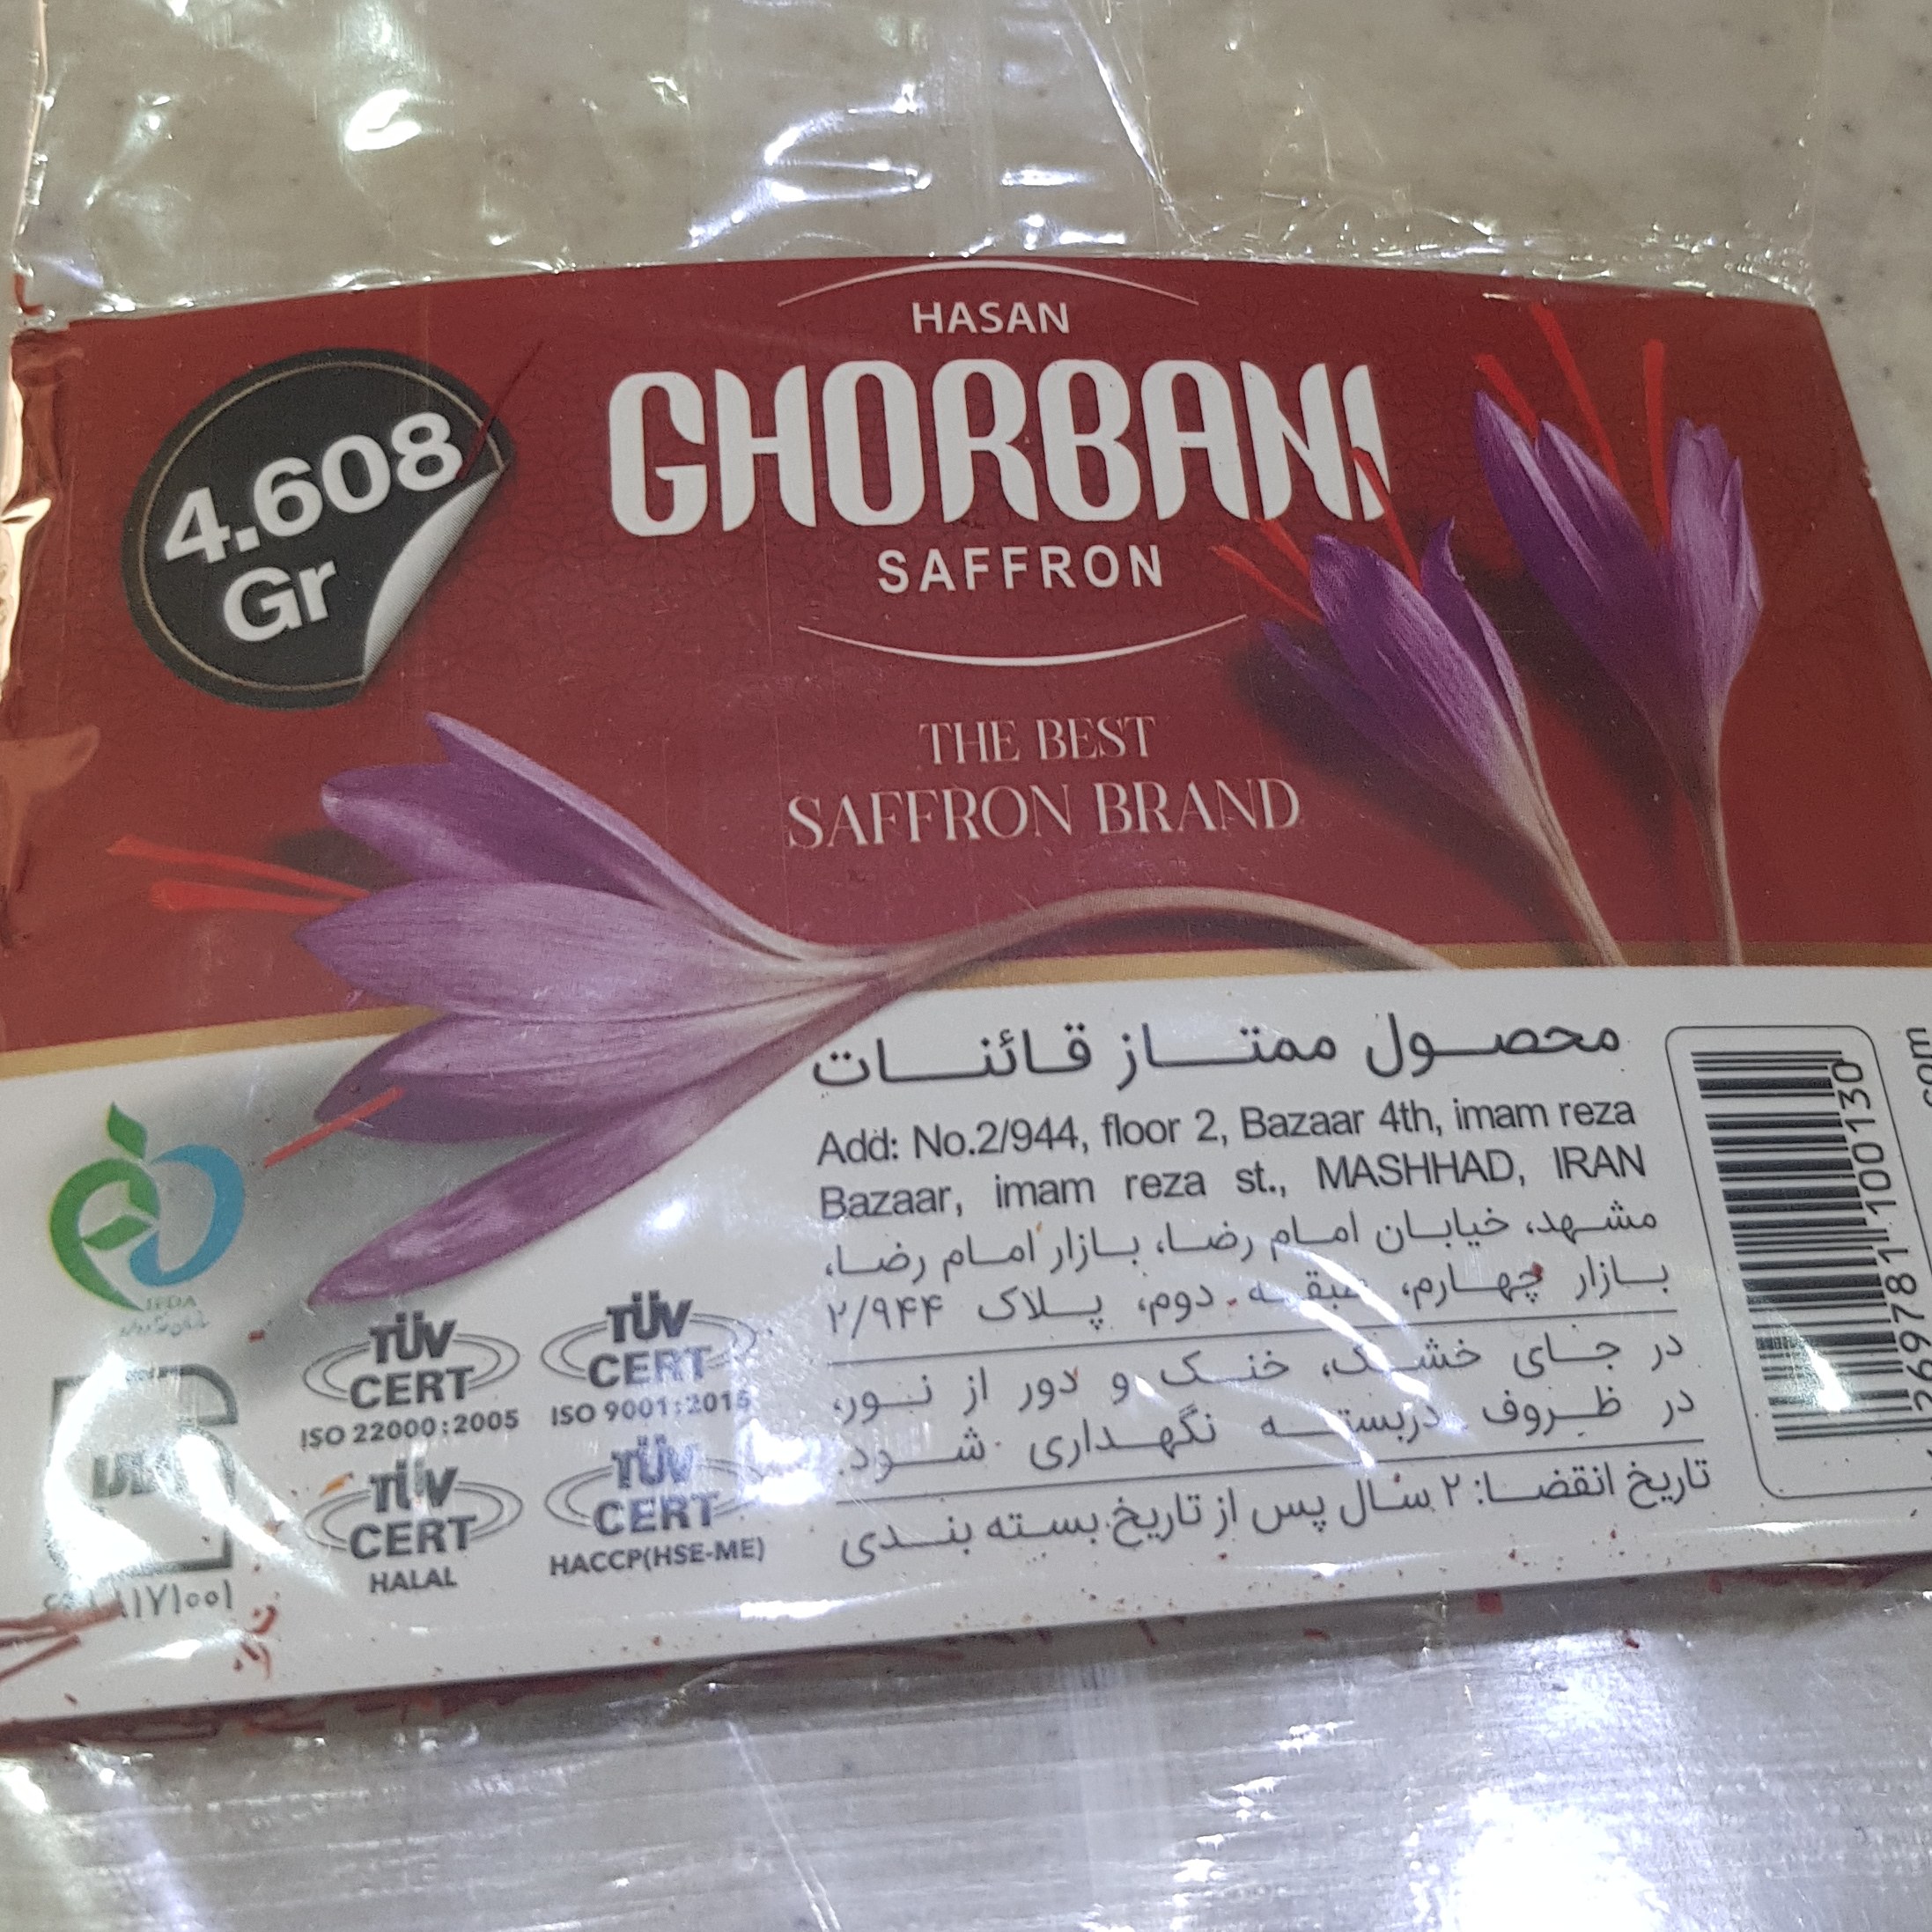 HASAN
GHORBANI
SAFFRON
4.608
Gr
THE BEST
SAFFRON BRAND
محصول ممتاز قائنات
Add: No.2/944, floor 2, Bazaar 4th, imam reza
Bazaar, imam reza st., MASHHAD, IRAN
مشهد، خیابان امام رضا، بازار امام رضا،
بازار چهارم، طبقه دوم، پلاک ۲/۹۴۴
در جای خشک، خنک و دور از نور،
در ظروف دربسته نگهداری شود.
تاریخ انقضا: ۲ سال پس از تاریخ بسته بندی
IFDA
TÜV
CERT
ISO 22000:2005
TÜV
CERT
ISO 9001:2015
TÜV
CERT
HALAL
TÜV
CERT
HACCP(HSE-ME)